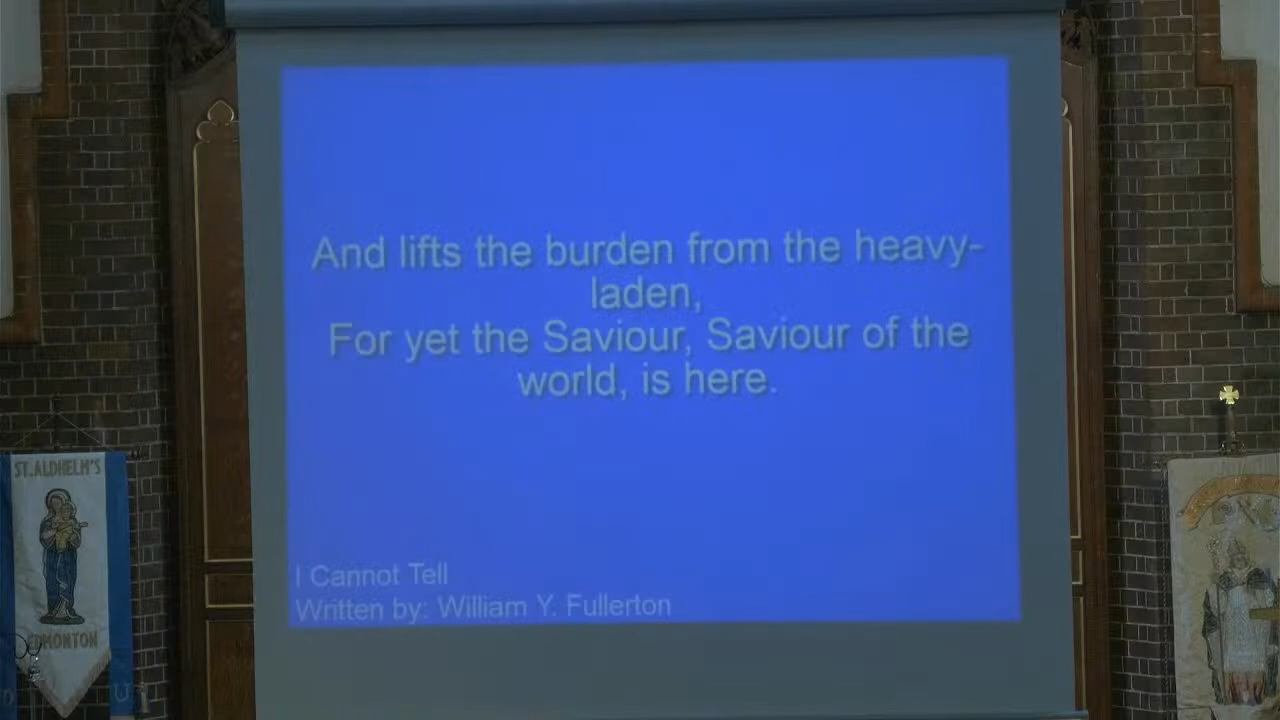 And lifts the burden from the heavy-
laden,
For yet the Saviour, Saviour of the
world, is here.
I Cannot Tell
Written by: William Y. Fullerton
ST. ALDHELM'S
EDMONTON